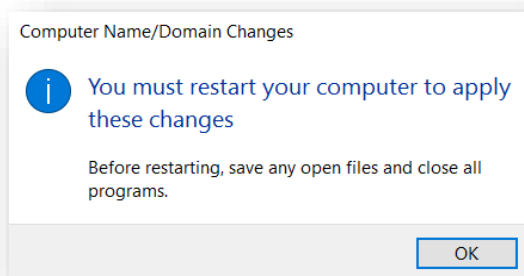 Computer Name/Domain Changes
You must restart your computer to apply
these changes
Before restarting, save any open files and close all
programs.
OK